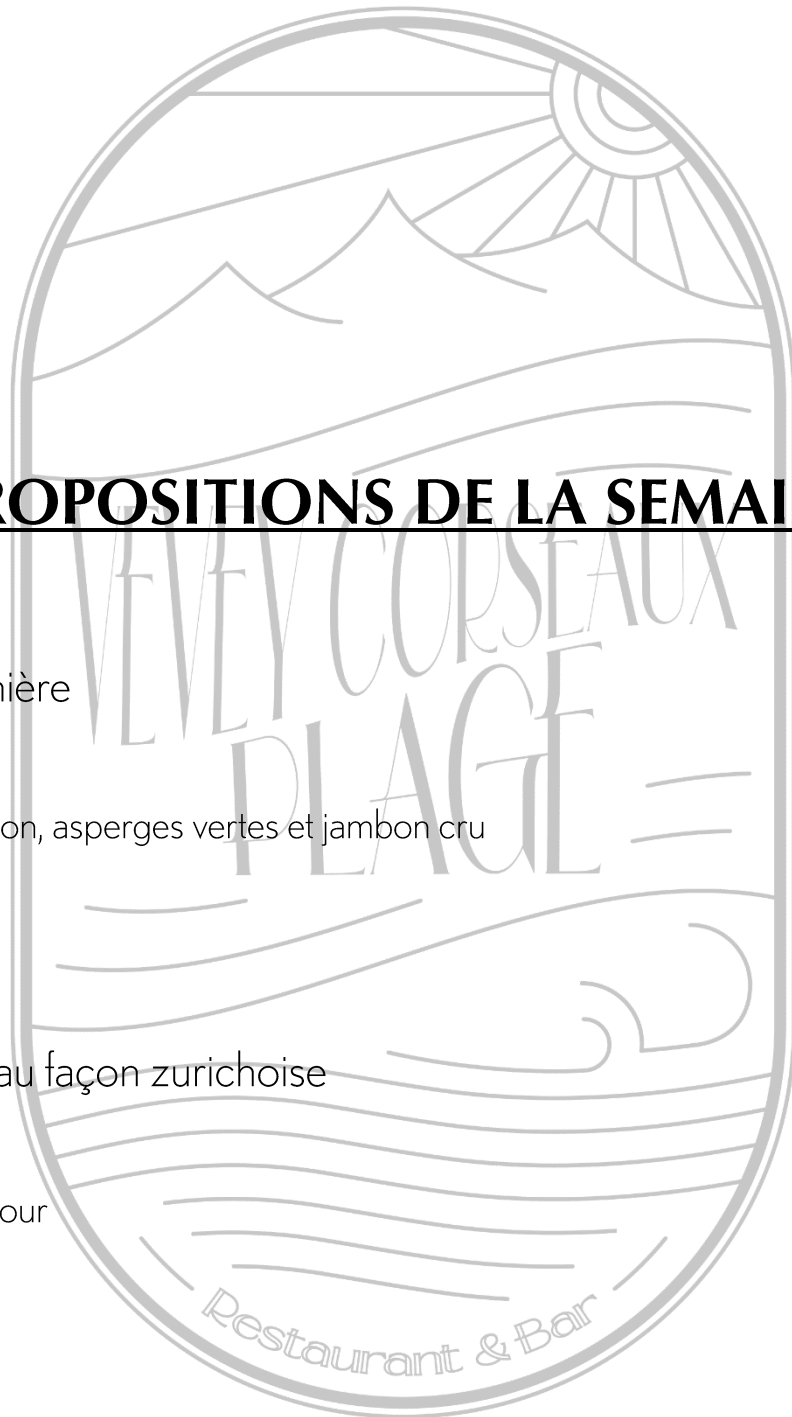 ROPOSITIONS DE LA SEMAI
VEVEY CORSEAUX
PLAGE
nière
on, asperges vertes et jambon cru
au façon zurichoise
our
Restaurant & Bar